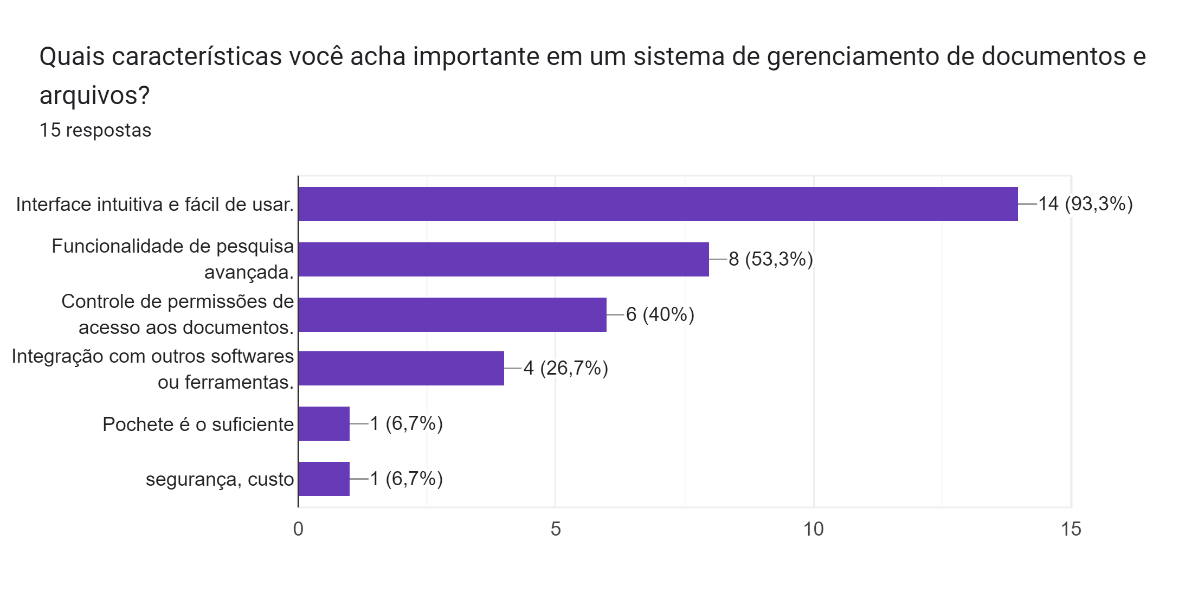 Quais características você acha importante em um sistema de gerenciamento de documentos e
arquivos?
15 respostas
Interface intuitiva e fácil de usar.
14 (93,3%)
Funcionalidade de pesquisa
avançada.
8 (53,3%)
Controle de permissões de
acesso aos documentos.
6 (40%)
Integração com outros softwares
ou ferramentas.
4 (26,7%)
Pochete é o suficiente
1 (6,7%)
segurança, custo
1 (6,7%)
0 5 10 15